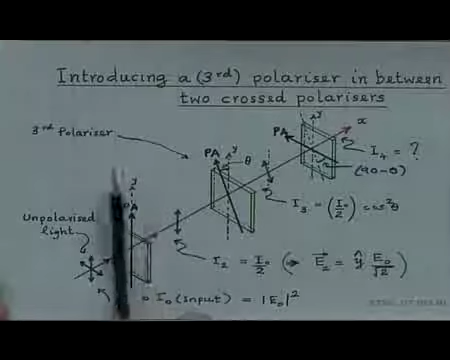 Introducing a (3rd) polariser in between
two crossed polarisers
3rd Polariser
y
x
PA
y
θ
I4 = ?
(90-θ)
PA
y
I3 = (I0/2) cos²θ
Unpolarised
light
I2 = I0/2 (⇒ E⃗2 = ŷ E0/√2)
I0 (input) = |E0|²